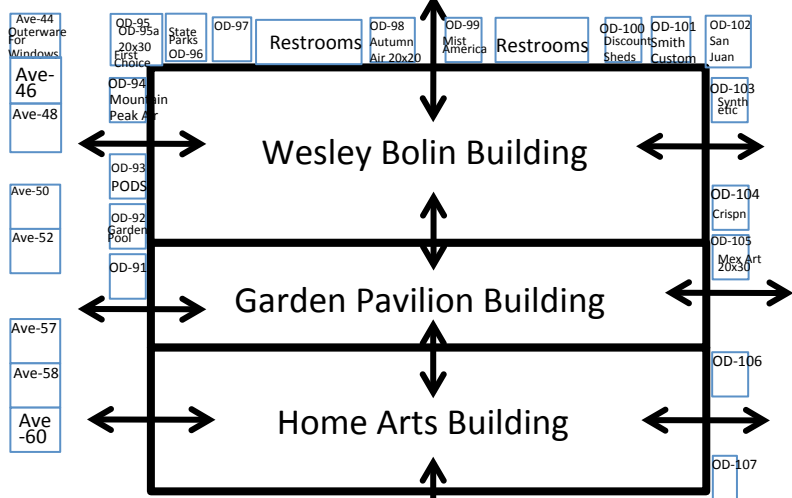 Ave-44
Outerware
For
Windows
Ave-
46
Ave-48
Ave-50
Ave-52
Ave-57
Ave-58
Ave
-60
OD-95
OD-95a
20x30
First
Choice
State
Parks
OD-96
OD-97
Restrooms
OD-98
Autumn
Air 20x20
OD-99
Mist
America
Restrooms
OD-100
Discount
Sheds
OD-101
Smith
Custom
OD-102
San
Juan
OD-94
Mountain
Peak Air
OD-93
PODS
OD-92
Garden
Pool
OD-91
Wesley Bolin Building
Garden Pavilion Building
Home Arts Building
OD-103
Synth
etic
OD-104
Crispn
OD-105
Mex Art
20x30
OD-106
OD-107